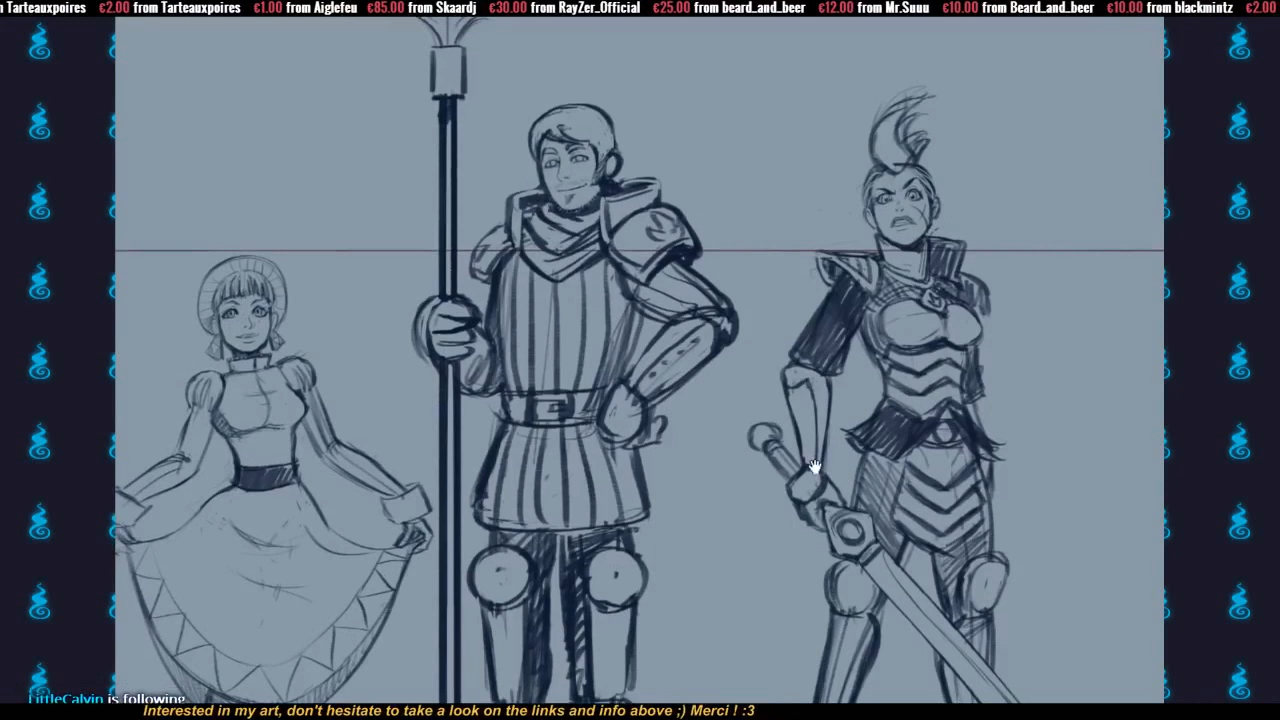 n Tarteauxpoires €2.00 from Tarteauxpoires €1.00 from Aiglefeu €85.00 from Skaardj €30.00 from RayZer_Official €25.00 from beard_and_beer €12.00 from Mr.Suuu €10.00 from Beard_and_beer €10.00 from blackmintz €2.00
LittleCalvin is following
Interested in my art, don't hesitate to take a look on the links and info above ;) Merci ! :3